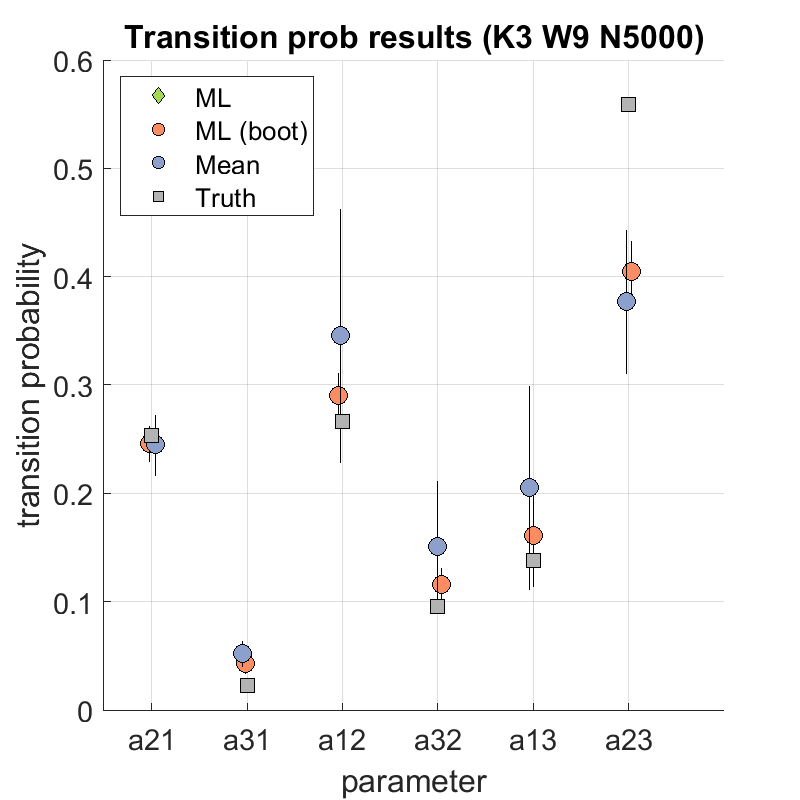 Transition prob results (K3 W9 N5000)
ML
ML (boot)
Mean
Truth
0.6
0.5
0.4
0.3
0.2
0.1
0
transition probability
a21 a31 a12 a32 a13 a23
parameter